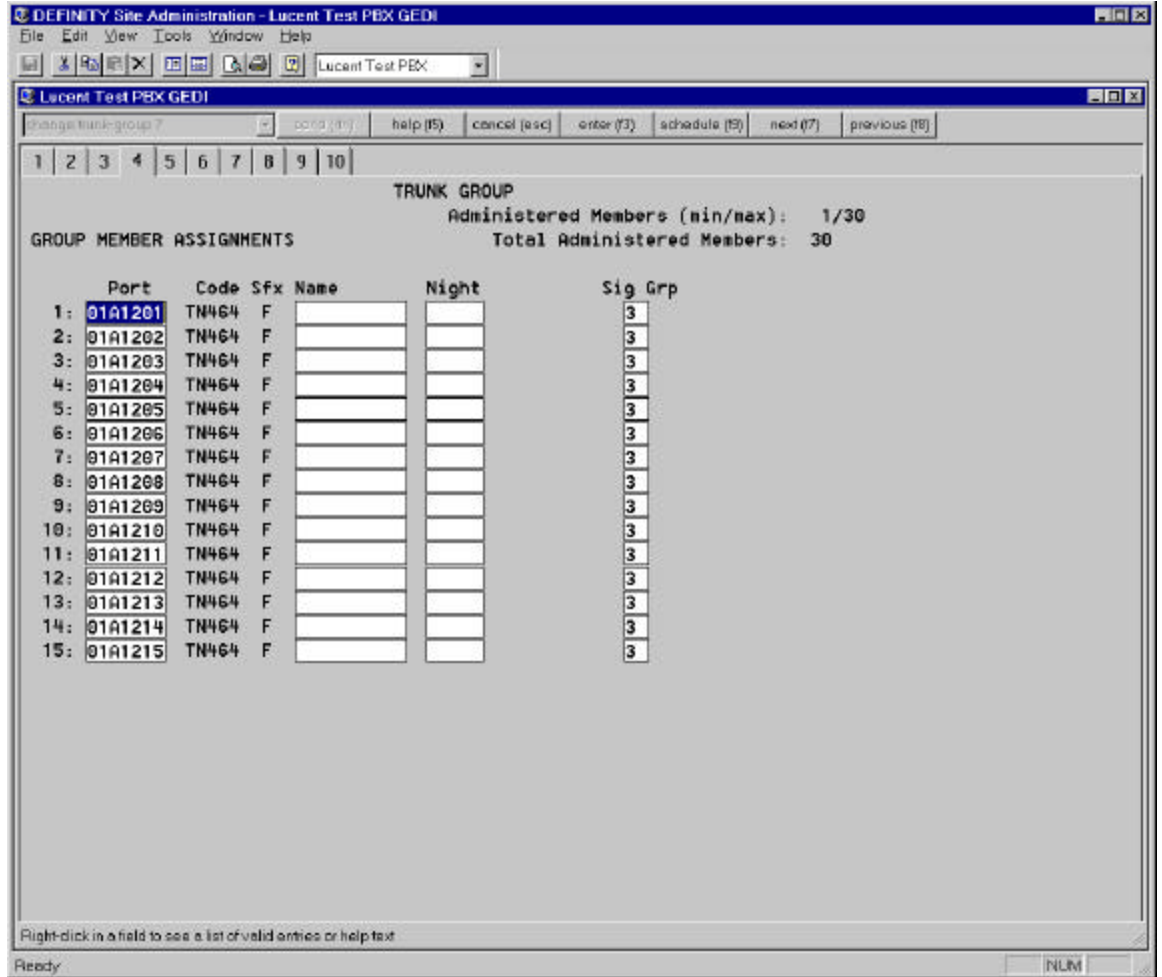 DEFINITY Site Administration - Lucent Test PBX GEDI
File Edit View Tools Window Help
Lucent Test PBX
Lucent Test PBX GEDI
change trunk-group 7 help (f5) cancel (esc) enter (f3) schedule (f9) next (f7) previous (f8)
1 2 3 4 5 6 7 8 9 10
TRUNK GROUP
Administered Members (min/max): 1/30
GROUP MEMBER ASSIGNMENTS Total Administered Members: 30
Port Code Sfx Name Night Sig Grp
1: 01A1201 TN464 F 3
2: 01A1202 TN464 F 3
3: 01A1203 TN464 F 3
4: 01A1204 TN464 F 3
5: 01A1205 TN464 F 3
6: 01A1206 TN464 F 3
7: 01A1207 TN464 F 3
8: 01A1208 TN464 F 3
9: 01A1209 TN464 F 3
10: 01A1210 TN464 F 3
11: 01A1211 TN464 F 3
12: 01A1212 TN464 F 3
13: 01A1213 TN464 F 3
14: 01A1214 TN464 F 3
15: 01A1215 TN464 F 3
Right-click in a field to see a list of valid entries or help text
Ready NUM